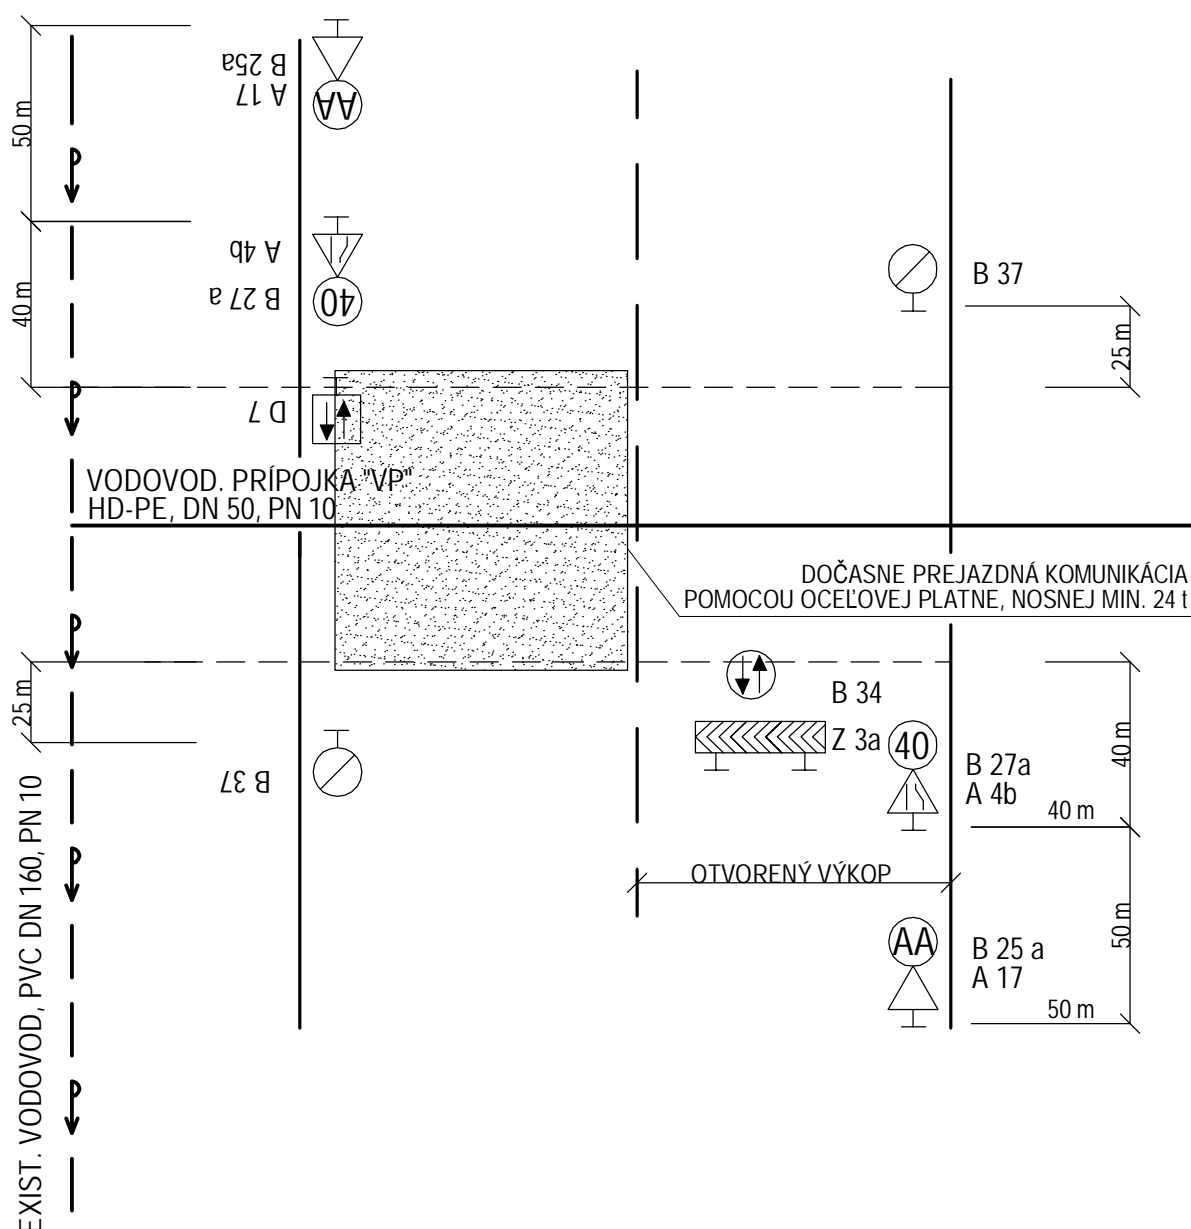 B 25a
A 17
AA
50 m
A 4b
B 27 a
40
40 m
B 37
25 m
D 7
VODOVOD. PRÍPOJKA "VP"
HD-PE, DN 50, PN 10
DOČASNE PREJAZDNÁ KOMUNIKÁCIA
POMOCOU OCEĽOVEJ PLATNE, NOSNEJ MIN. 24 t
B 34
Z 3a
40
B 27a
A 4b
40 m
40 m
25 m
B 37
OTVORENÝ VÝKOP
AA
B 25 a
A 17
50 m
50 m
EXIST. VODOVOD, PVC DN 160, PN 10